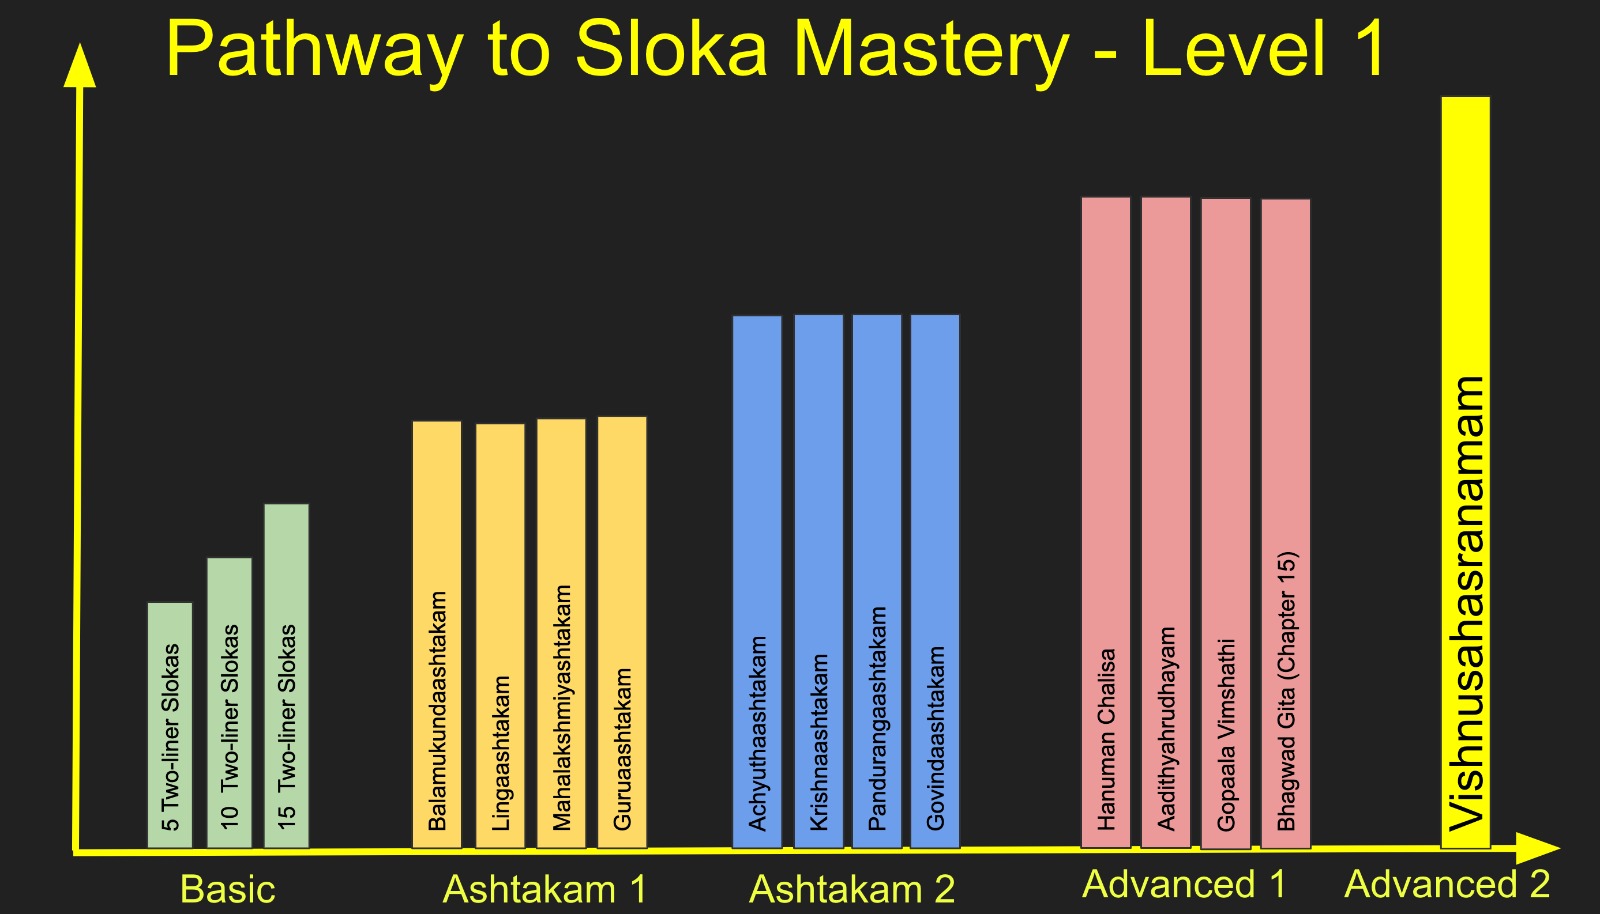 Pathway to Sloka Mastery - Level 1
5 Two-liner Slokas
10 Two-liner Slokas
15 Two-liner Slokas
Balamukundaashtakam
Lingaashtakam
Mahalakshmiyashtakam
Guruaashtakam
Achyuthaashtakam
Krishnaashtakam
Pandurangaashtakam
Govindaashtakam
Hanuman Chalisa
Aadithyahrudhayam
Gopaala Vimshathi
Bhagwad Gita (Chapter 15)
Vishnusahasranamam
Basic
Ashtakam 1
Ashtakam 2
Advanced 1
Advanced 2